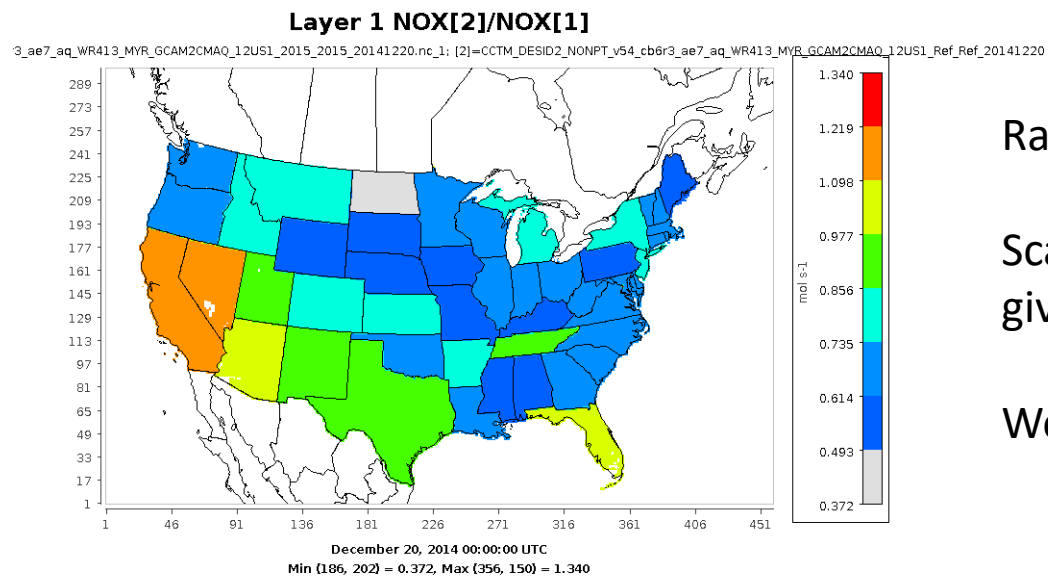 Layer 1 NOX[2]/NOX[1]
3_ae7_aq_WR413_MYR_GCAM2CMAQ_12US1_2015_2015_20141220.nc_1; [2]=CCTM_DESID2_NONPT_v54_cb6r3_ae7_aq_WR413_MYR_GCAM2CMAQ_12US1_Ref_Ref_20141220
289
273
257
241
225
209
193
177
161
145
129
113
97
81
65
49
33
17
1
1 46 91 136 181 226 271 316 361 406 451
mol s-1
1.340
1.219
1.098
0.977
0.856
0.735
0.614
0.493
0.372
December 20, 2014 00:00:00 UTC
Min (186, 202) = 0.372, Max (356, 150) = 1.340
Ra
Sca
giv
We